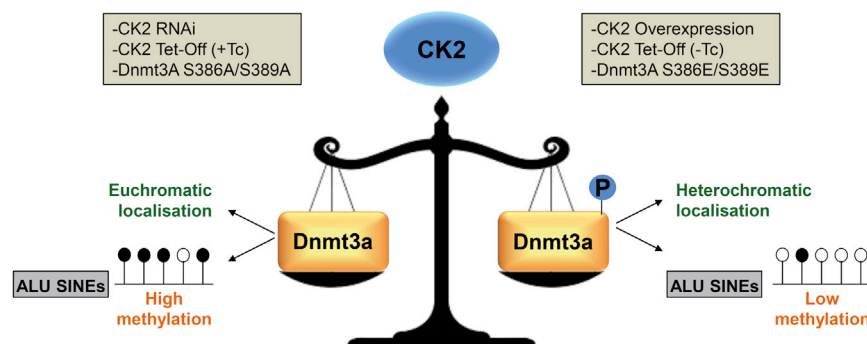 -CK2 RNAi
-CK2 Tet-Off (+Tc)
-Dnmt3A S386A/S389A
CK2
-CK2 Overexpression
-CK2 Tet-Off (-Tc)
-Dnmt3A S386E/S389E
Euchromatic
localisation
Dnmt3a
ALU SINEs
High
methylation
P
Dnmt3a
Heterochromatic
localisation
ALU SINEs
Low
methylation